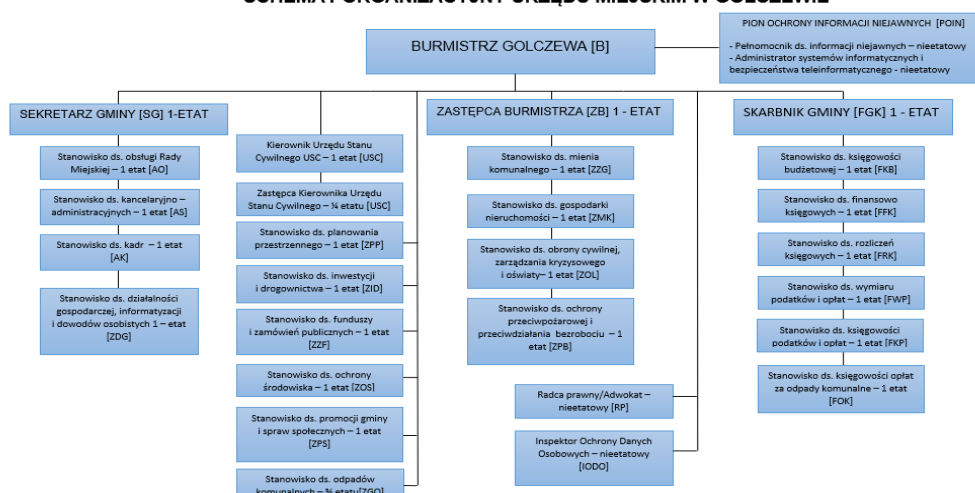 SCHEMAT ORGANIZACYJNY URZĘDU MIEJSKIM W GOLCZEWIE
BURMISTRZ GOLCZEWA [B]
PION OCHRONY INFORMACJI NIEJAWNYCH [POIN]
- Pełnomocnik ds. informacji niejawnych – nieetatowy
- Administrator systemów informatycznych i
bezpieczeństwa teleinformatycznego - nieetatowy
SEKRETARZ GMINY [SG] 1-ETAT
Stanowisko ds. obsługi Rady
Miejskiej – 1 etat [AO]
Stanowisko ds. kancelaryjno –
administracyjnych – 1 etat [AS]
Stanowisko ds. kadr – 1 etat
[AK]
Stanowisko ds. działalności
gospodarczej, informatyzacji
i dowodów osobistych 1 – etat
[ZDG]
Kierownik Urzędu Stanu
Cywilnego USC – 1 etat [USC]
Zastępca Kierownika Urzędu
Stanu Cywilnego – ¼ etatu [USC]
Stanowisko ds. planowania
przestrzennego – 1 etat [ZPP]
Stanowisko ds. inwestycji
i drogownictwa – 1 etat [ZID]
Stanowisko ds. funduszy
i zamówień publicznych – 1 etat
[ZZF]
Stanowisko ds. ochrony
środowiska – 1 etat [ZOS]
Stanowisko ds. promocji gminy
i spraw społecznych – 1 etat
[ZPS]
Stanowisko ds. odpadów
komunalnych – ¾ etatu[ZGO]
ZASTĘPCA BURMISTRZA [ZB] 1 - ETAT
Stanowisko ds. mienia
komunalnego – 1 etat [ZZG]
Stanowisko ds. gospodarki
nieruchomości – 1 etat [ZMK]
Stanowisko ds. obrony cywilnej,
zarządzania kryzysowego
i oświaty– 1 etat [ZOL]
Stanowisko ds. ochrony
przeciwpożarowej i
przeciwdziałania bezrobociu – 1
etat [ZPB]
Radca prawny/Adwokat –
nieetatowy [RP]
Inspektor Ochrony Danych
Osobowych – nieetatowy
[IODO]
SKARBNIK GMINY [FGK] 1 - ETAT
Stanowisko ds. księgowości
budżetowej – 1 etat [FKB]
Stanowisko ds. finansowo
księgowych – 1 etat [FFK]
Stanowisko ds. rozliczeń
księgowych – 1 etat [FRK]
Stanowisko ds. wymiaru
podatków i opłat – 1 etat [FWP]
Stanowisko ds. księgowości
podatków i opłat – 1 etat [FKP]
Stanowisko ds. księgowości opłat
za odpady komunalne – 1 etat
[FOK]